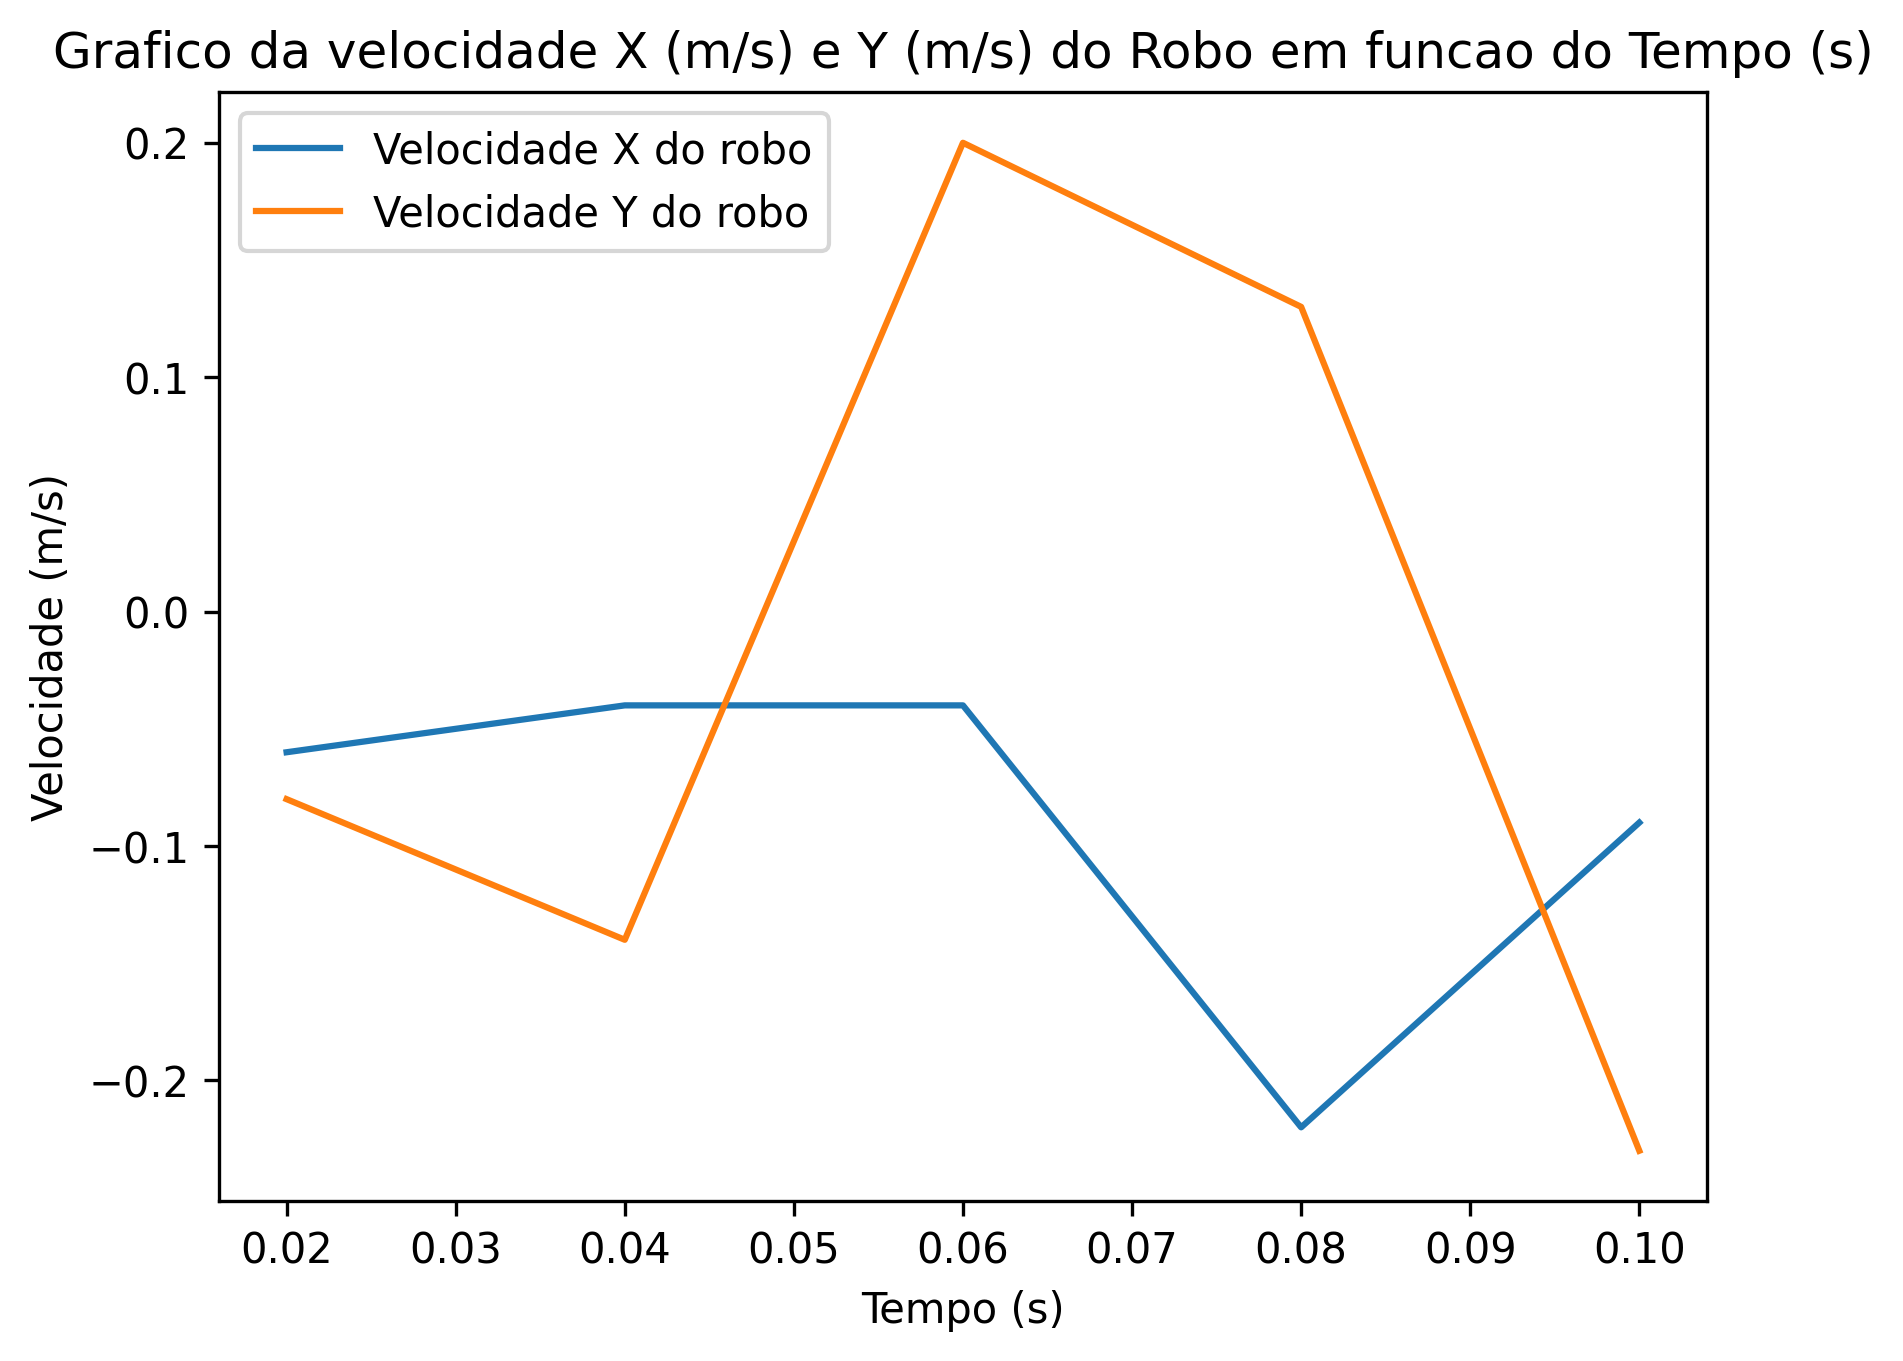 Grafico da velocidade X (m/s) e Y (m/s) do Robo em funcao do Tempo (s)
Velocidade X do robo
Velocidade Y do robo
Velocidade (m/s)
0.2
0.1
0.0
−0.1
−0.2
0.02 0.03 0.04 0.05 0.06 0.07 0.08 0.09 0.10
Tempo (s)